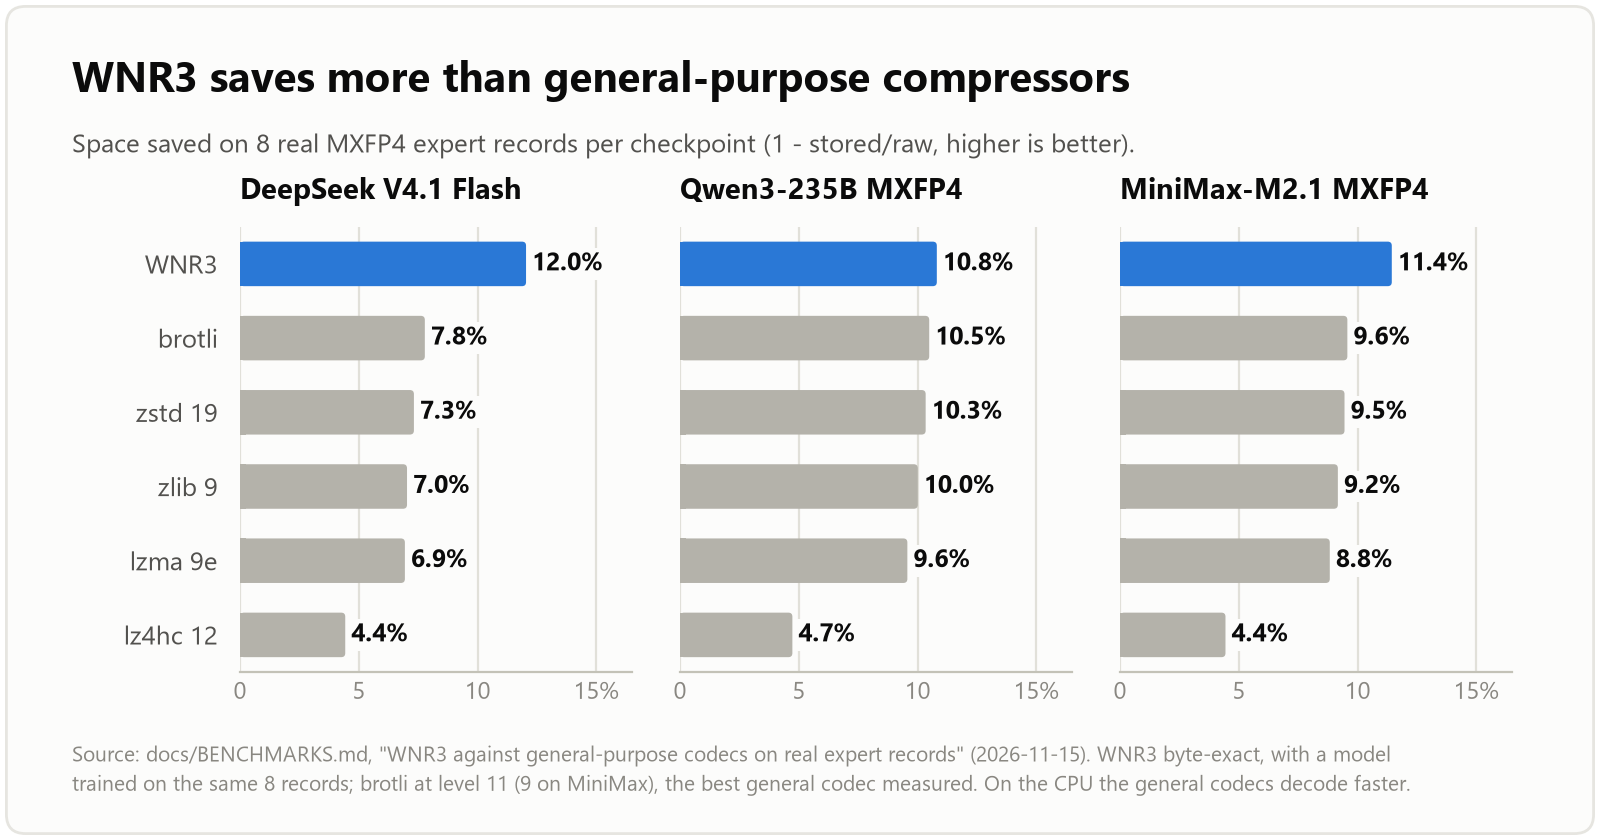 WNR3 saves more than general-purpose compressors
Space saved on 8 real MXFP4 expert records per checkpoint (1 - stored/raw, higher is better).
DeepSeek V4.1 Flash
WNR3 12.0%
brotli 7.8%
zstd 19 7.3%
zlib 9 7.0%
lzma 9e 6.9%
lz4hc 12 4.4%
0 5 10 15%
Qwen3-235B MXFP4
10.8%
10.5%
10.3%
10.0%
9.6%
4.7%
0 5 10 15%
MiniMax-M2.1 MXFP4
11.4%
9.6%
9.5%
9.2%
8.8%
4.4%
0 5 10 15%
Source: docs/BENCHMARKS.md, "WNR3 against general-purpose codecs on real expert records" (2026-11-15). WNR3 byte-exact, with a model
trained on the same 8 records; brotli at level 11 (9 on MiniMax), the best general codec measured. On the CPU the general codecs decode faster.